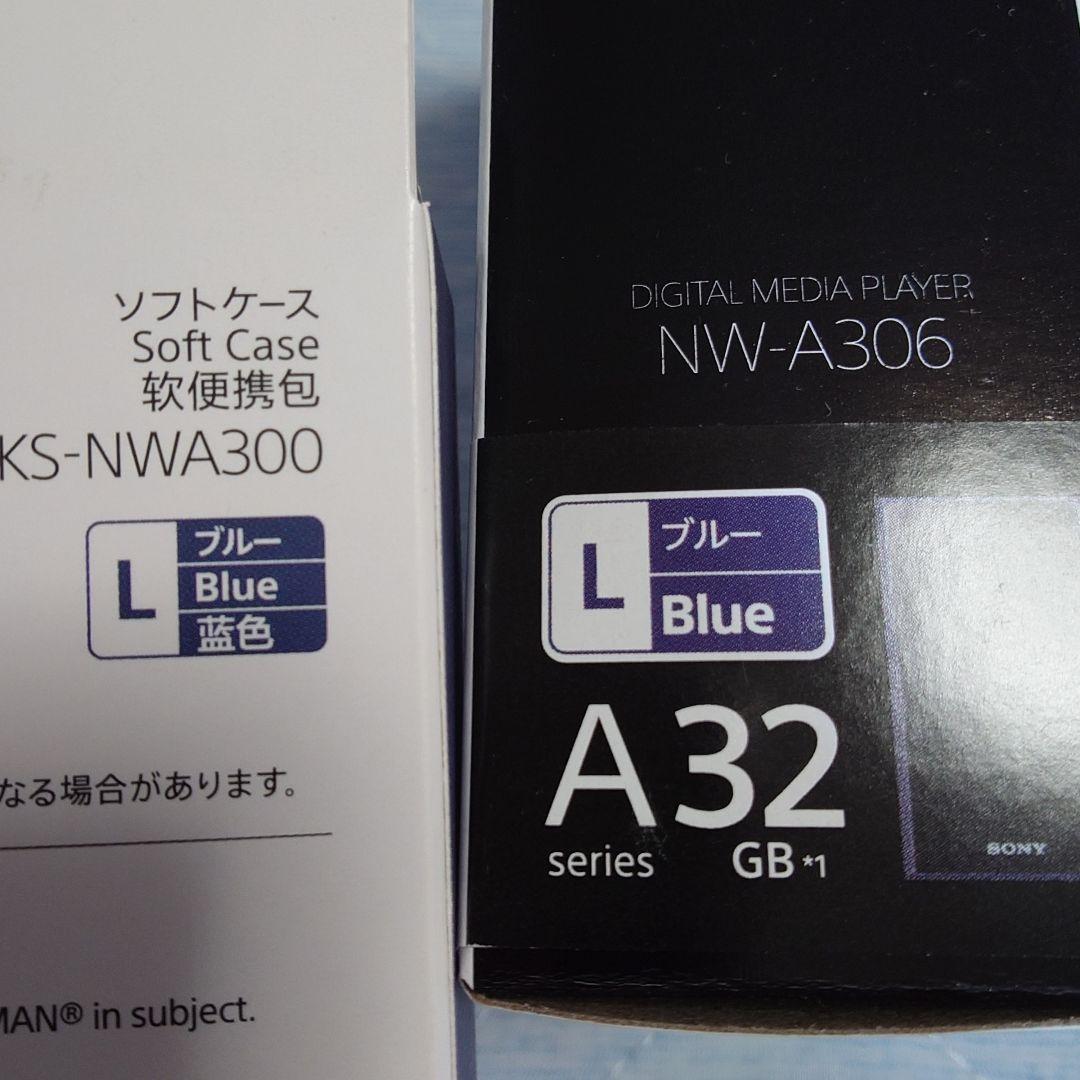 ソフトケース
Soft Case
软便携包
KS-NWA300
L
ブルー
Blue
蓝色
なる場合があります。
MAN® in subject.
DIGITAL MEDIA PLAYER
NW-A306
L
ブルー
Blue
A 32
series GB *1
SONY